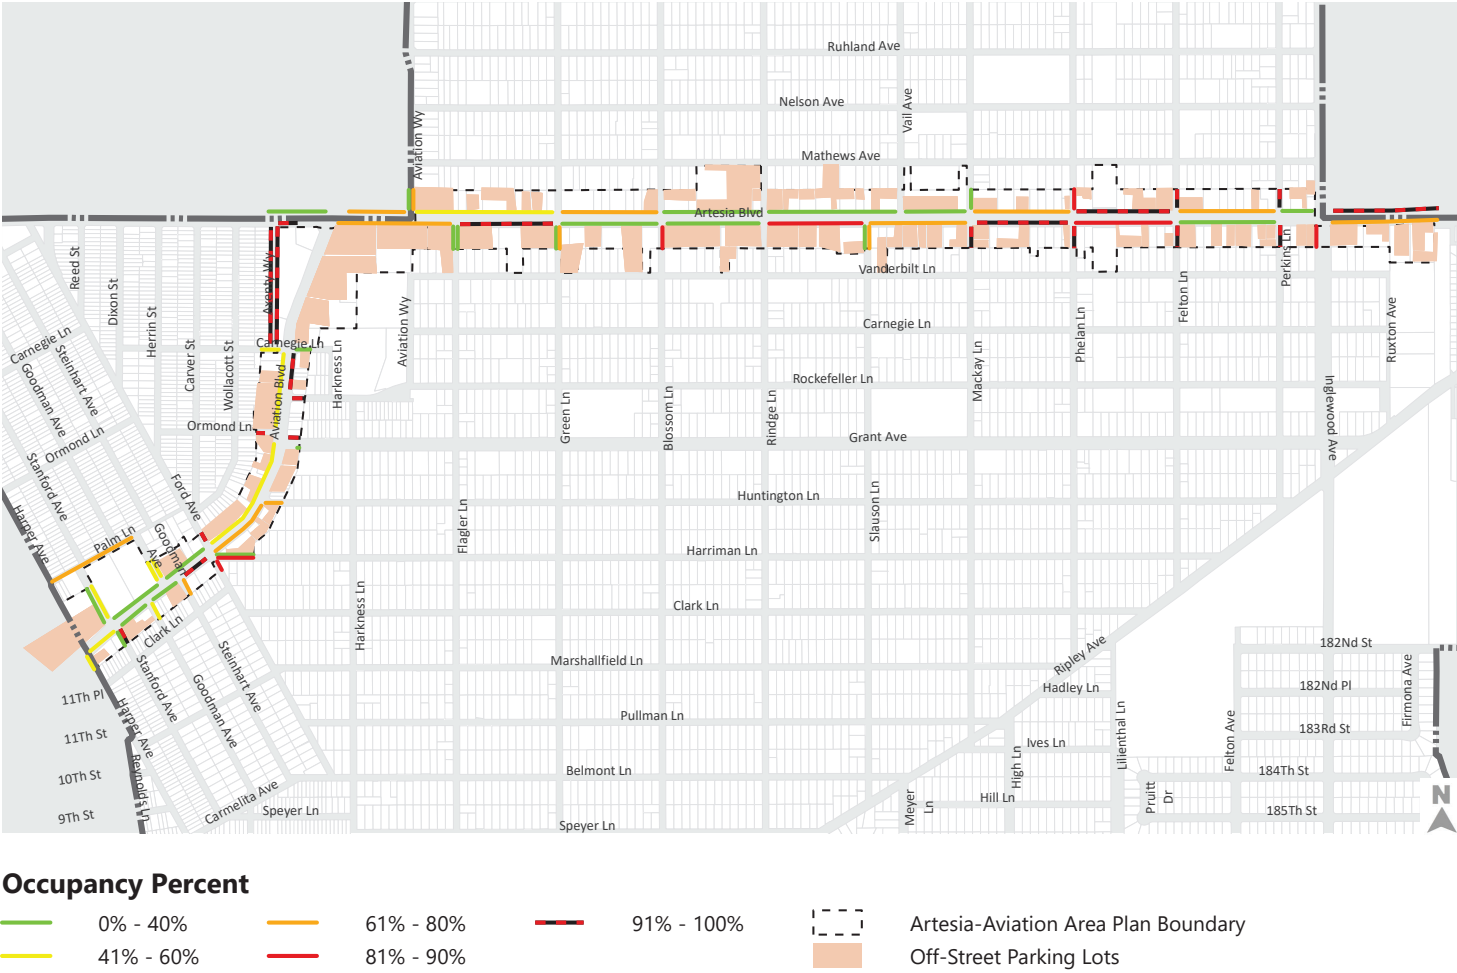 Ruhland Ave
Nelson Ave
Vail Ave
Aviation Wy
Mathews Ave
Artesia Blvd
Reed St
Dixon St
Herrin St
Carver St
Wollacott St
Vanderbilt Ln
Perkins Ln
Felton Ln
Phelan Ln
Ruxton Ave
Carnegie Ln
Aviation Wy
Carnegie Ln
Carnegie Ln
Harkness Ln
Steinhart Ave
Goodman Ave
Aviation Blvd
Mackay Ln
Rockefeller Ln
Green Ln
Blossom Ln
Ridge Ln
Inglewood Ave
Ormond Ln
Ormond Ln
Grant Ave
Stanford Ave
Ford Ave
Huntington Ln
Slauson Ln
Flagler Ln
Harper Ave
Palm Ln
Goodman
Ave
Harriman Ln
Harkness Ln
Clark Ln
Clark Ln
Ripley Ave
182Nd St
Marshallfield Ln
Steinhart Ave
Stanford Ave
Goodman Ave
Hadley Ln
182Nd Pl
Firmona Ave
11Th Pl
Harper Ave
Pullman Ln
Lilienthal Ln
Felton Ave
183Rd St
11Th St
Ives Ln
High Ln
Reynolds Ln
10Th St
Belmont Ln
184Th St
Carmelita Ave
Meyer
Ln
Hill Ln
Pruitt
Dr
N
9Th St
Speyer Ln
Speyer Ln
185Th St
Occupancy Percent
0% - 40%
61% - 80%
91% - 100%
Artesia-Aviation Area Plan Boundary
41% - 60%
81% - 90%
Off-Street Parking Lots